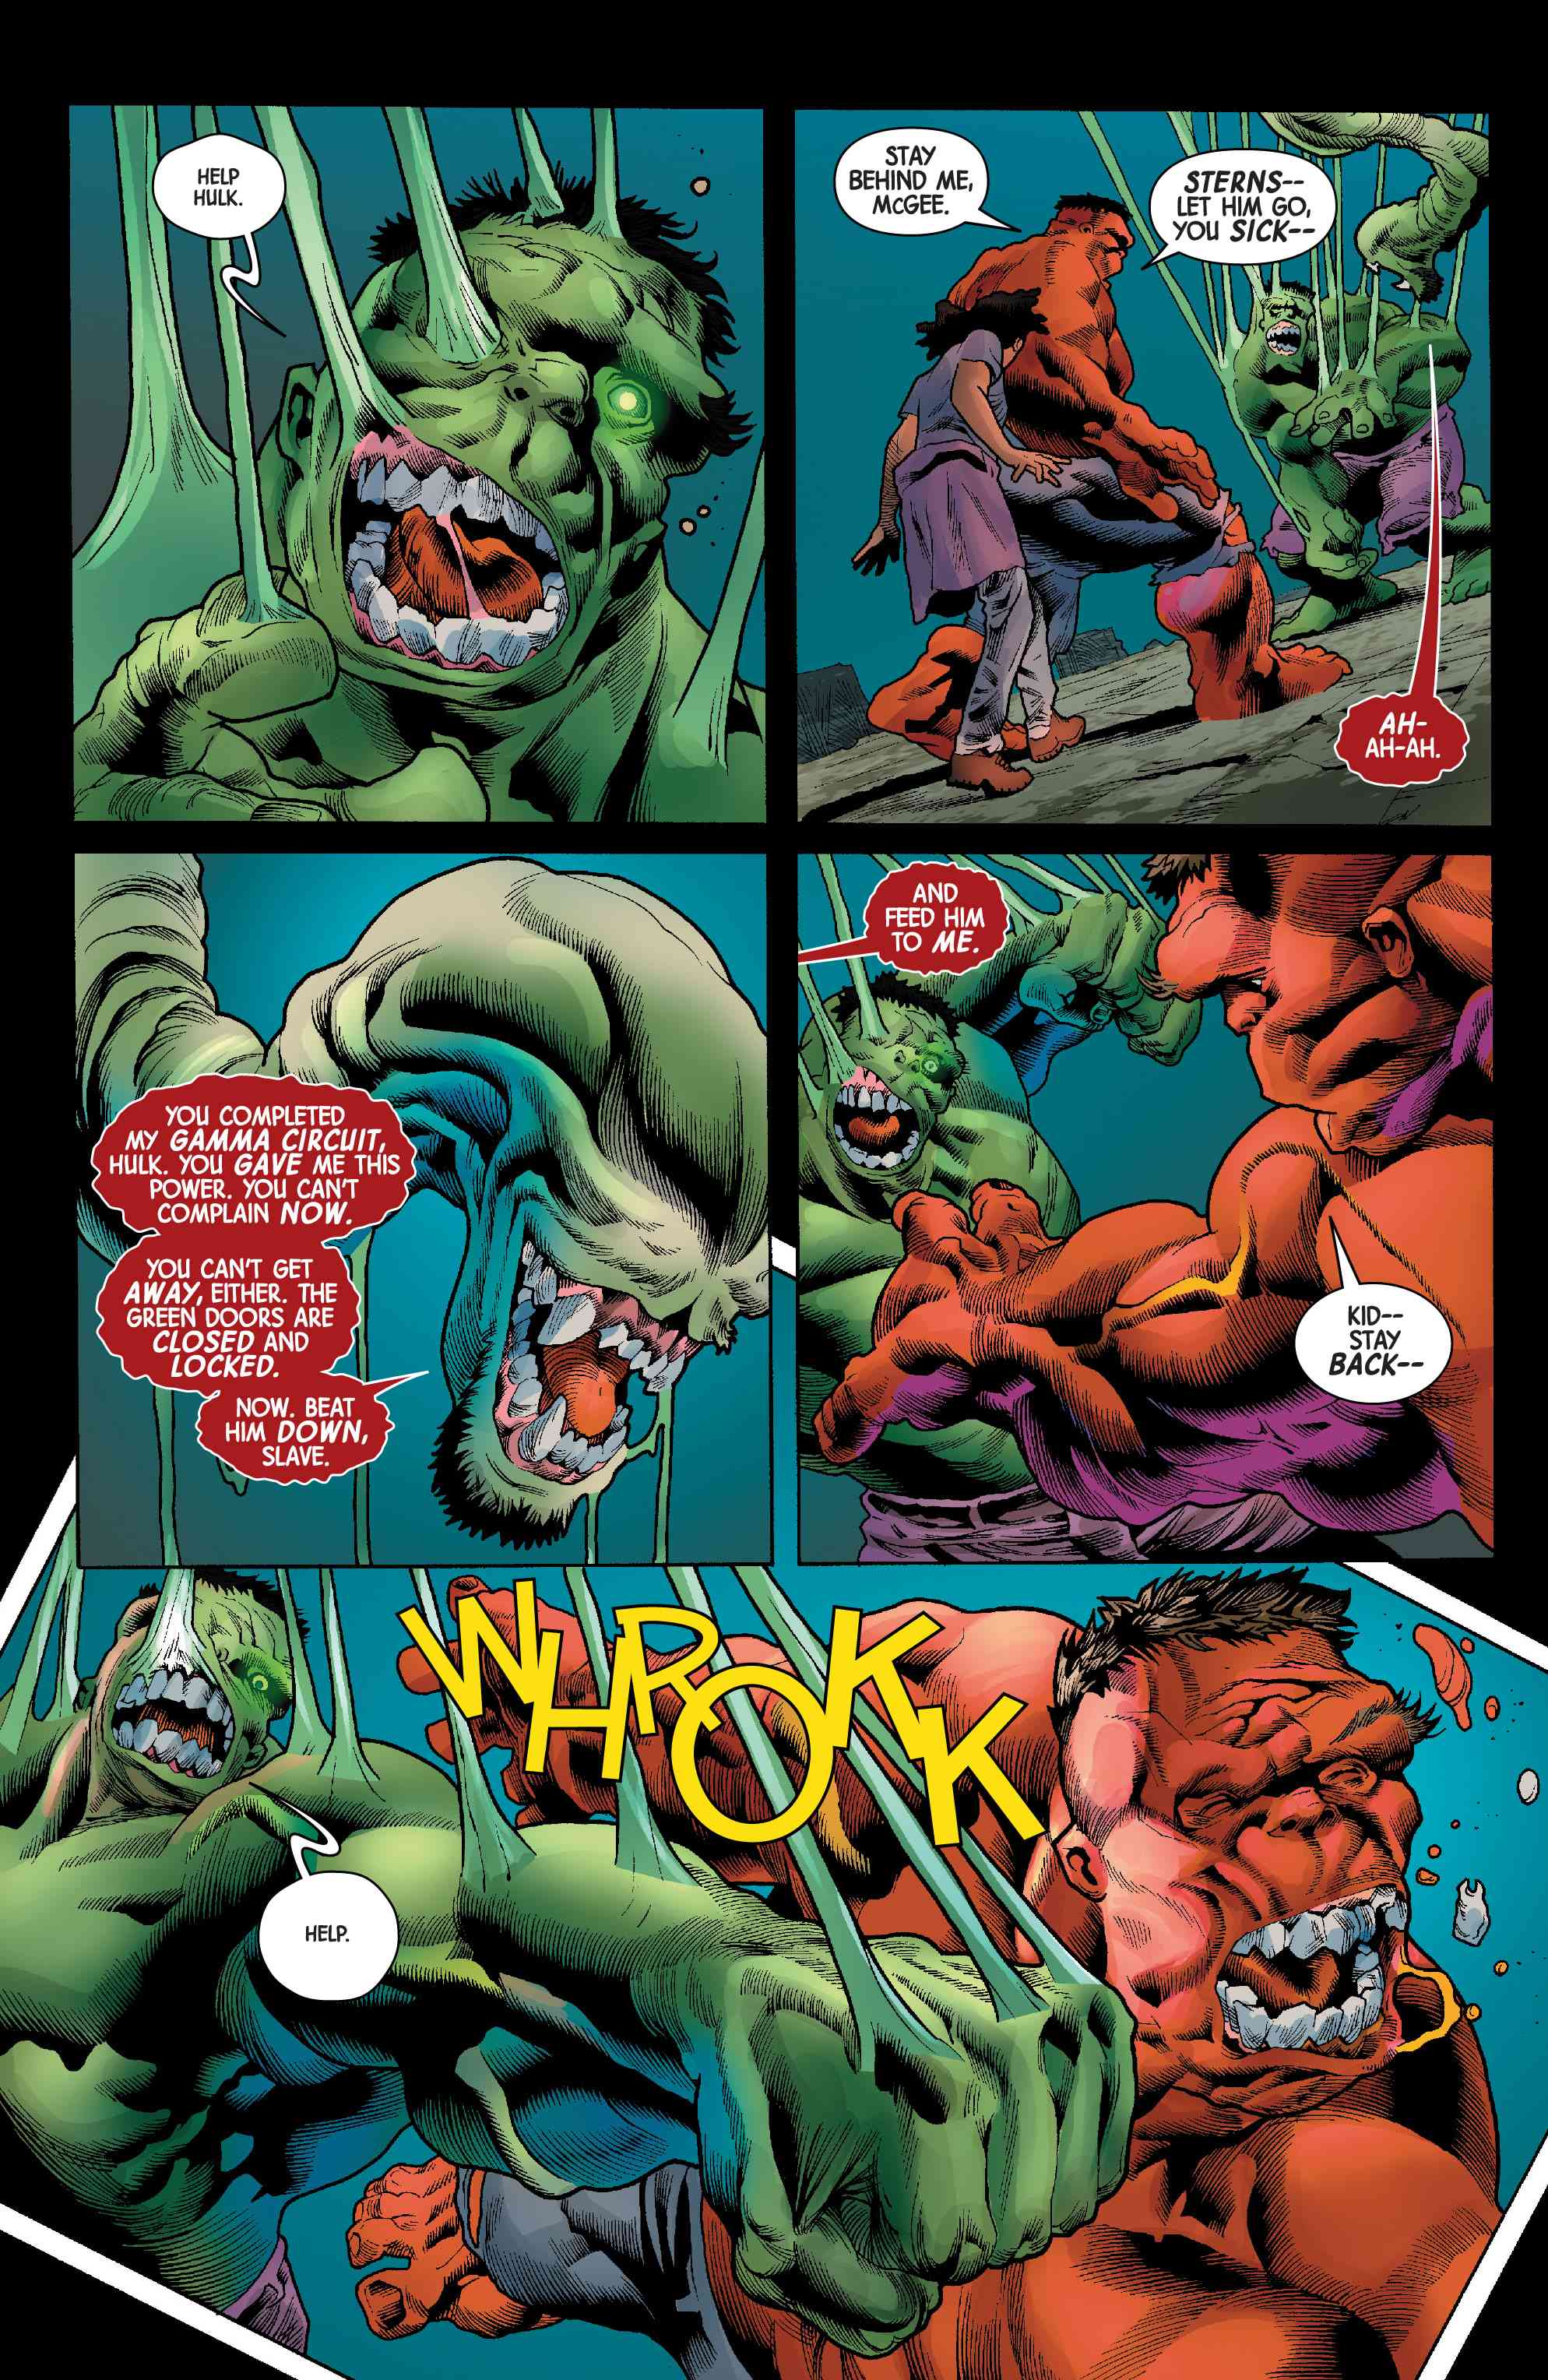 HELP
HULK.
STAY
BEHIND ME,
McGEE.
STERNS--
LET HIM GO,
YOU SICK--
AH-
AH-AH.
YOU COMPLETED
MY GAMMA CIRCUIT,
HULK. YOU GAVE ME THIS
POWER. YOU CAN'T
COMPLAIN NOW.
YOU CAN'T GET
AWAY, EITHER. THE
GREEN DOORS ARE
CLOSED AND
LOCKED.
NOW. BEAT
HIM DOWN,
SLAVE.
AND
FEED HIM
TO ME.
KID--
STAY
BACK--
WHROKK
HELP.